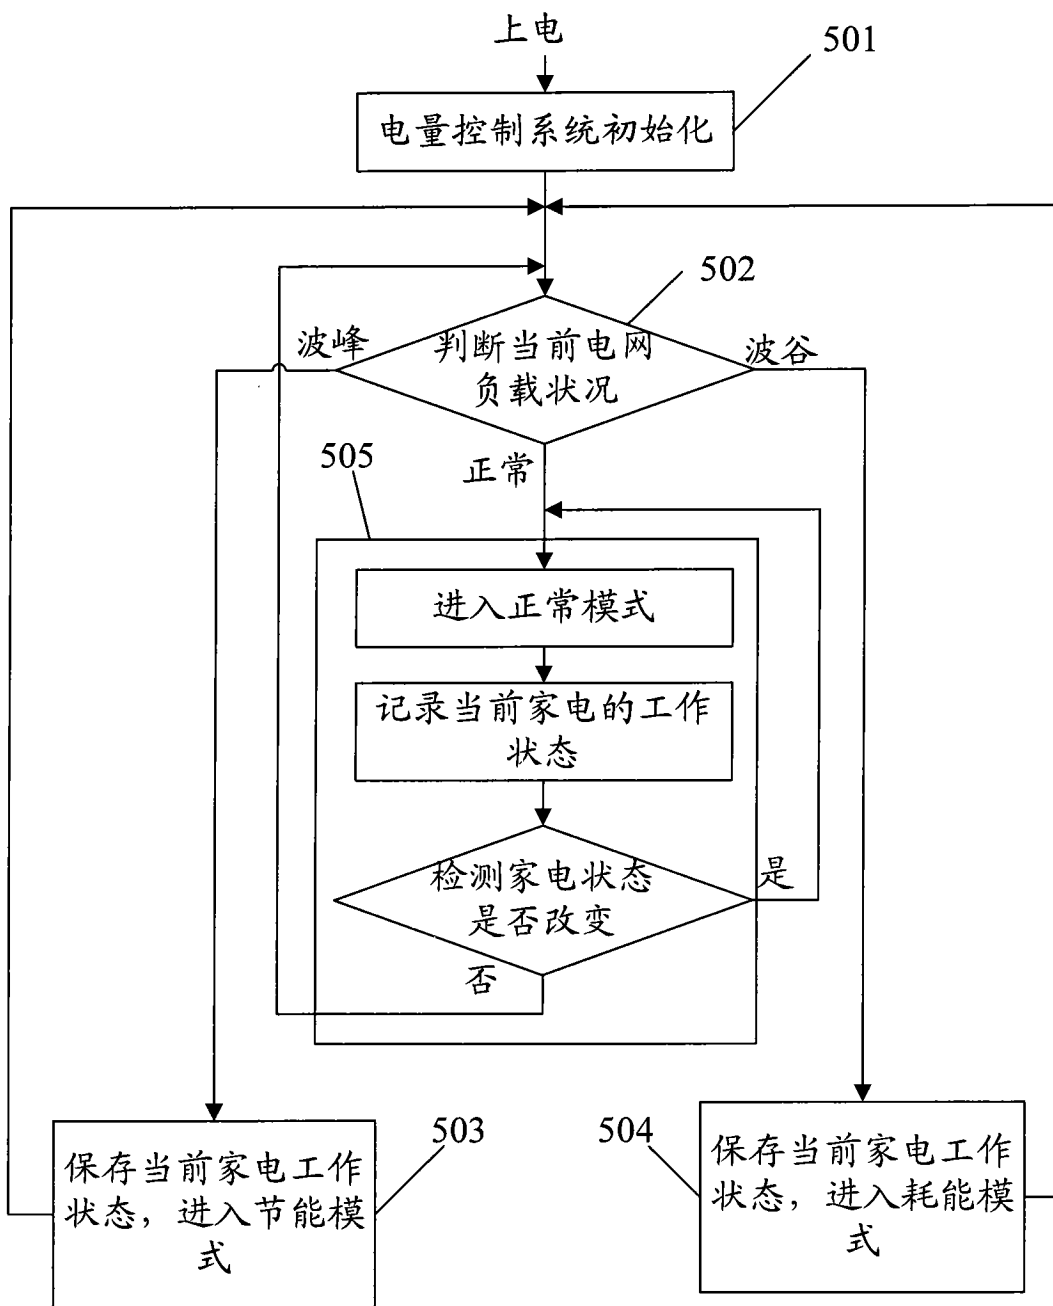 上电
501
电量控制系统初始化
502
波峰
判断当前电网
负载状况
波谷
505
正常
进入正常模式
记录当前家电的工作
状态
检测家电状态
是否改变
是
否
503
保存当前家电工作
状态，进入节能模
式
504
保存当前家电工作
状态，进入耗能模
式